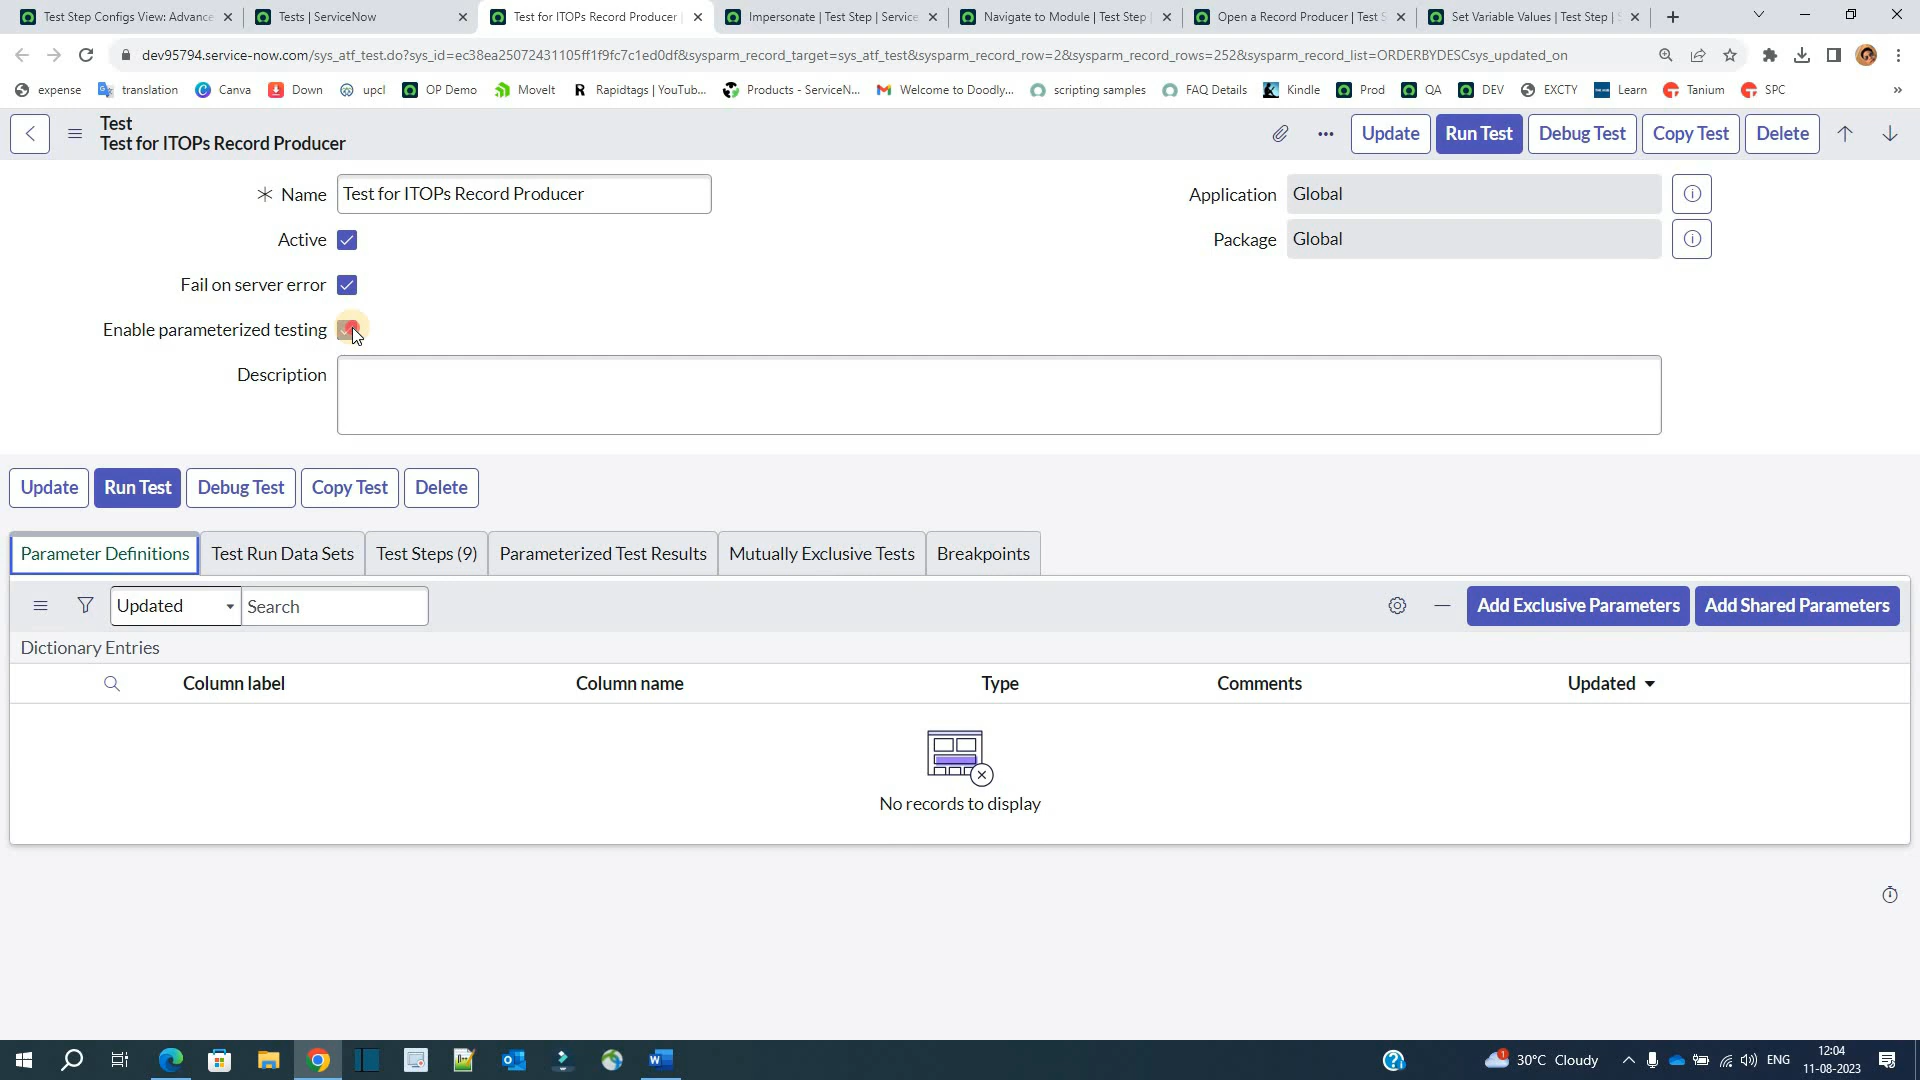 Test Step Configs View: Advance
Tests | ServiceNow
Test for ITOPs Record Producer
Impersonate | Test Step | Service
Navigate to Module | Test Step
Open a Record Producer | Test S
Set Variable Values | Test Step |
dev95794.service-now.com/sys_atf_test.do?sys_id=ec38ea25072431105ff1f9fc7c1ed0df&sysparm_record_target=sys_atf_test&sysparm_record_row=2&sysparm_record_rows=252&sysparm_record_list=ORDERBYDESCsys_updated_on
expense translation Canva Down upcl OP Demo MoveIt Rapidtags | YouTub... Products - ServiceN... Welcome to Doodly... scripting samples FAQ Details Kindle Prod QA DEV EXCTY Learn Tanium SPC »
Test
Test for ITOPs Record Producer
Update Run Test Debug Test Copy Test Delete
Name Test for ITOPs Record Producer
Application Global
Active
Package Global
Fail on server error
Enable parameterized testing
Description
Update Run Test Debug Test Copy Test Delete
Parameter Definitions Test Run Data Sets Test Steps (9) Parameterized Test Results Mutually Exclusive Tests Breakpoints
Updated Search Add Exclusive Parameters Add Shared Parameters
Dictionary Entries
Column label Column name Type Comments Updated
No records to display
1 30°C Cloudy ENG 12:04
11-08-2023